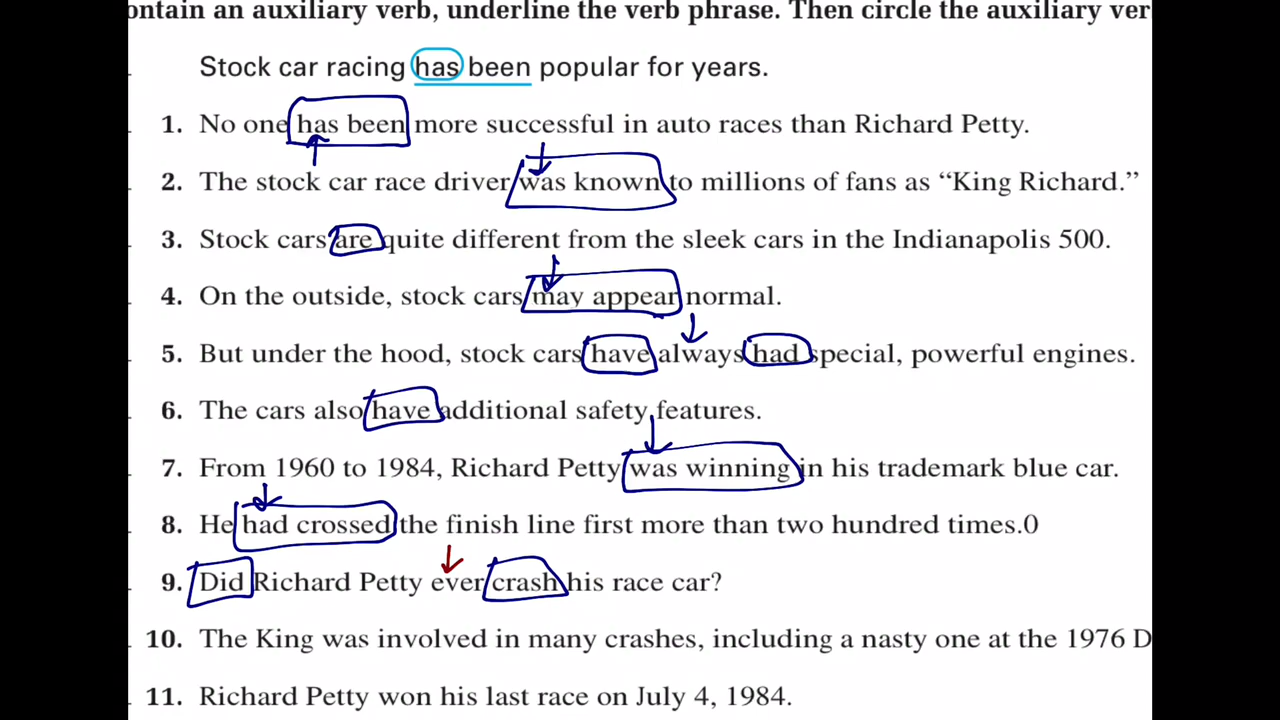 ontain an auxiliary verb, underline the verb phrase. Then circle the auxiliary ver
Stock car racing has been popular for years.
1. No one has been more successful in auto races than Richard Petty.
2. The stock car race driver was known to millions of fans as “King Richard.”
3. Stock cars are quite different from the sleek cars in the Indianapolis 500.
4. On the outside, stock cars may appear normal.
5. But under the hood, stock cars have always had special, powerful engines.
6. The cars also have additional safety features.
7. From 1960 to 1984, Richard Petty was winning in his trademark blue car.
8. He had crossed the finish line first more than two hundred times.0
9. Did Richard Petty ever crash his race car?
10. The King was involved in many crashes, including a nasty one at the 1976 D
11. Richard Petty won his last race on July 4, 1984.